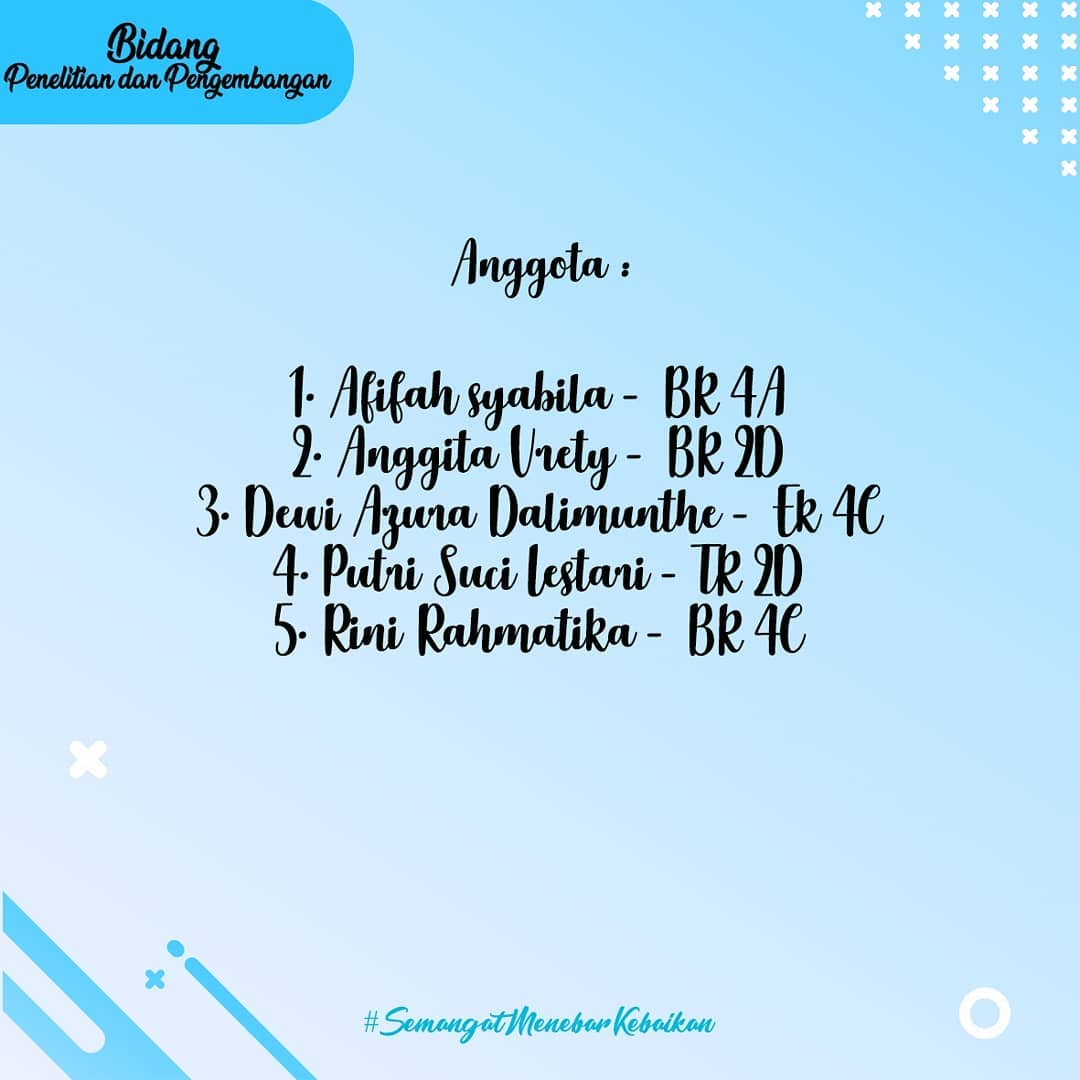 Bidang
Penelitian dan Pengembangan
Anggota :
1. Afifah syabila - BR 4A
2. Anggita Urety - BR 2D
3. Dewi Azura Dalimunthe - Ek 4C
4. Putri Suci Lestari - TR 2D
5. Rini Rahmatika - BR 4C
#SemangatMenebarKebaikan